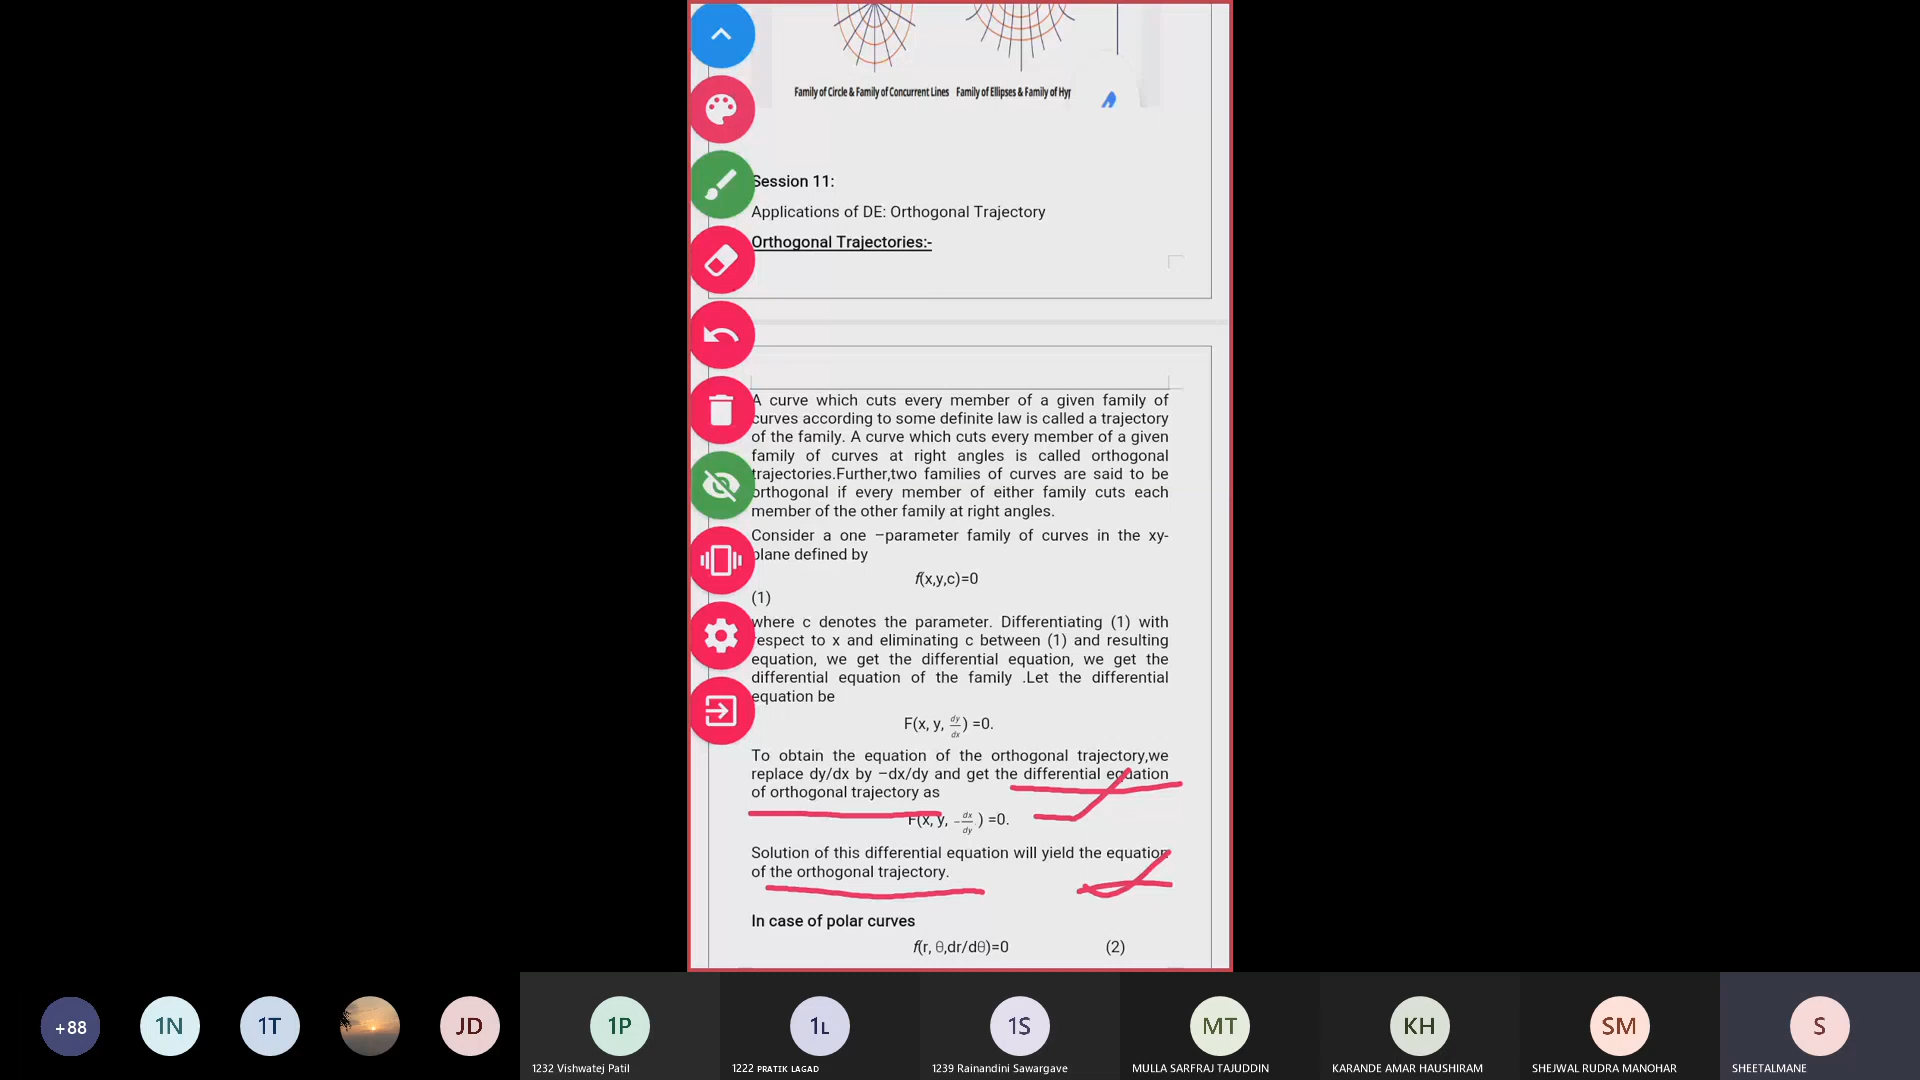 Family of Circle & Family of Concurrent Lines Family of Ellipses & Family of Hyp
Session 11:
Applications of DE: Orthogonal Trajectory
Orthogonal Trajectories:-
A curve which cuts every member of a given family of
curves according to some definite law is called a trajectory
of the family. A curve which cuts every member of a given
family of curves at right angles is called orthogonal
trajectories.Further,two families of curves are said to be
orthogonal if every member of either family cuts each
member of the other family at right angles.
Consider a one –parameter family of curves in the xy-
plane defined by
f(x,y,c)=0
(1)
where c denotes the parameter. Differentiating (1) with
respect to x and eliminating c between (1) and resulting
equation, we get the differential equation, we get the
differential equation of the family .Let the differential
equation be
F(x, y, dy/dx) =0.
To obtain the equation of the orthogonal trajectory,we
replace dy/dx by –dx/dy and get the differential equation
of orthogonal trajectory as
F(x, y, -dx/dy) =0.
Solution of this differential equation will yield the equation
of the orthogonal trajectory.
In case of polar curves
f(r, θ,dr/dθ)=0 (2)
+88 1N 1T JD 1P 1L 1S MT KH SM S
1232 Vishwatej Patil 1222 PRATIK LAGAD 1239 Rainandini Sawargave MULLA SARFRAJ TAJUDDIN KARANDE AMAR HAUSHIRAM SHEJWAL RUDRA MANOHAR SHEETALMANE